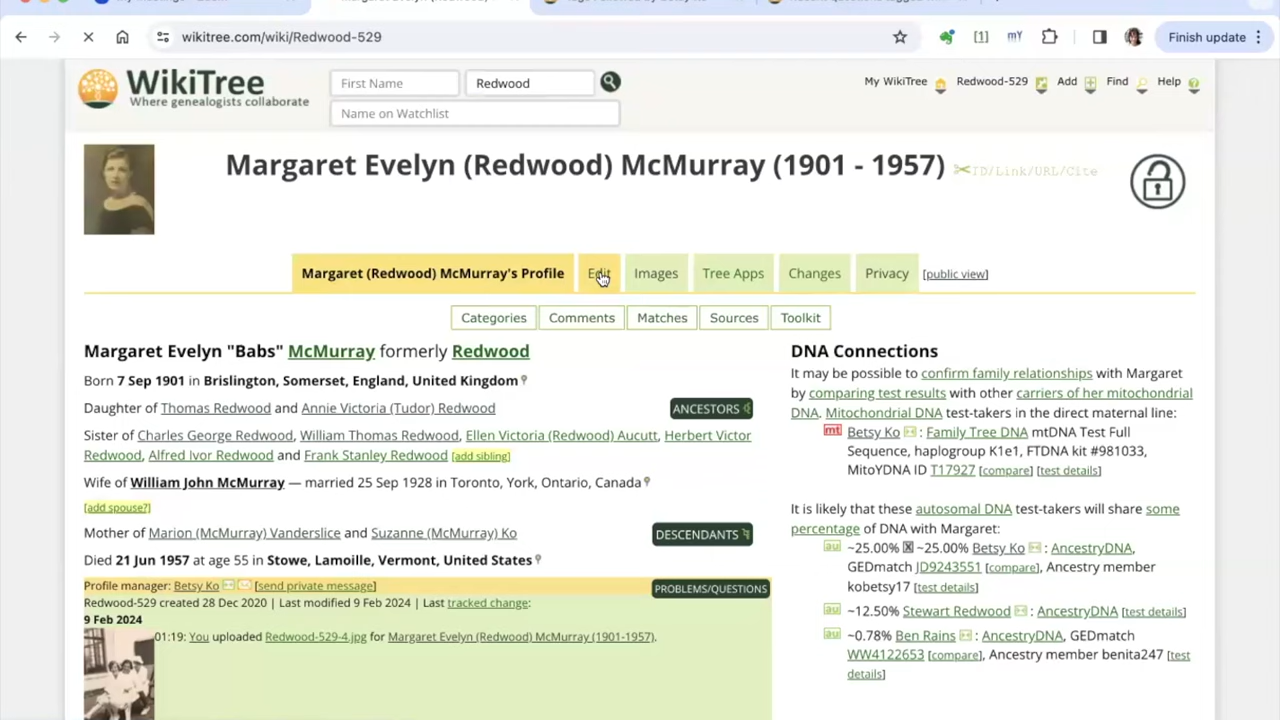 wikitree.com/wiki/Redwood-529
[1]
mY
Finish update
WikiTree
Where genealogists collaborate
First Name
Redwood
Name on Watchlist
My WikiTree
Redwood-529
Add
Find
Help
Margaret Evelyn (Redwood) McMurray (1901 - 1957)
ID/Link/URL/Cite
Margaret (Redwood) McMurray's Profile
Edit
Images
Tree Apps
Changes
Privacy
[public view]
Categories
Comments
Matches
Sources
Toolkit
Margaret Evelyn "Babs" McMurray formerly Redwood
Born 7 Sep 1901 in Brislington, Somerset, England, United Kingdom
Daughter of Thomas Redwood and Annie Victoria (Tudor) Redwood
ANCESTORS
Sister of Charles George Redwood, William Thomas Redwood, Ellen Victoria (Redwood) Aucutt, Herbert Victor
Redwood, Alfred Ivor Redwood and Frank Stanley Redwood [add sibling]
Wife of William John McMurray — married 25 Sep 1928 in Toronto, York, Ontario, Canada
[add spouse?]
Mother of Marion (McMurray) Vanderslice and Suzanne (McMurray) Ko
DESCENDANTS
Died 21 Jun 1957 at age 55 in Stowe, Lamoille, Vermont, United States
Profile manager: Betsy Ko [send private message]
PROBLEMS/QUESTIONS
Redwood-529 created 28 Dec 2020 | Last modified 9 Feb 2024 | Last tracked change:
9 Feb 2024
01:19: You uploaded Redwood-529-4.jpg for Margaret Evelyn (Redwood) McMurray (1901-1957).
DNA Connections
It may be possible to confirm family relationships with Margaret
by comparing test results with other carriers of her mitochondrial
DNA. Mitochondrial DNA test-takers in the direct maternal line:
mt Betsy Ko : Family Tree DNA mtDNA Test Full
Sequence, haplogroup K1e1, FTDNA kit #981033,
MitoYDNA ID T17927 [compare] [test details]
It is likely that these autosomal DNA test-takers will share some
percentage of DNA with Margaret:
au ~25.00% X ~25.00% Betsy Ko : AncestryDNA,
GEDmatch JD9243551 [compare], Ancestry member
kobetsy17 [test details]
au ~12.50% Stewart Redwood : AncestryDNA [test details]
au ~0.78% Ben Rains : AncestryDNA, GEDmatch
WW4122653 [compare], Ancestry member benita247 [test
details]